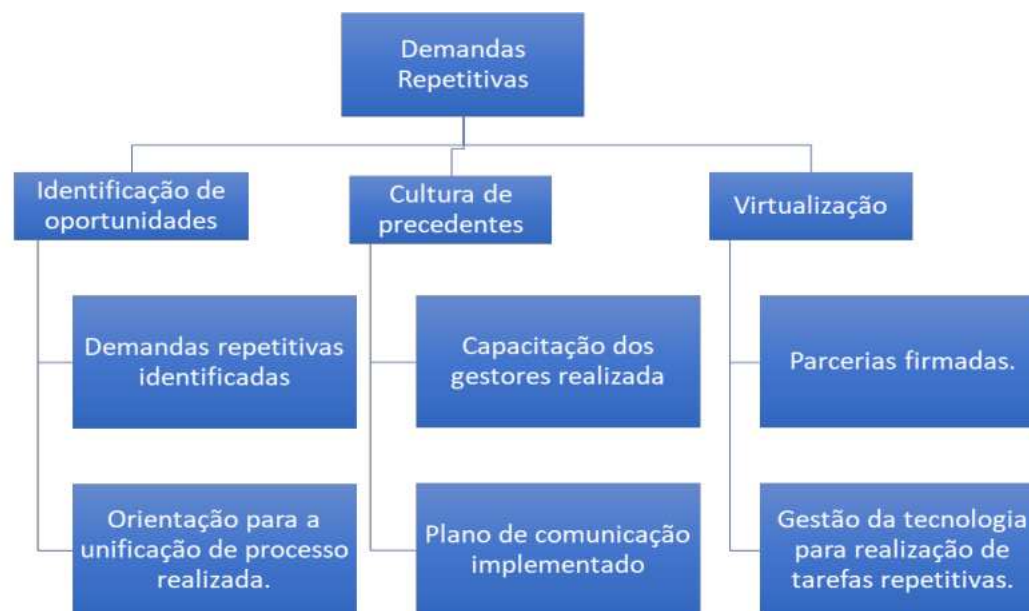 Demandas
Repetitivas
Identificação de
oportunidades
Cultura de
precedentes
Virtualização
Demandas repetitivas
identificadas
Capacitação dos
gestores realizada
Parcerias firmadas.
Orientação para a
unificação de processo
realizada.
Plano de comunicação
implementado
Gestão da tecnologia
para realização de
tarefas repetitivas.